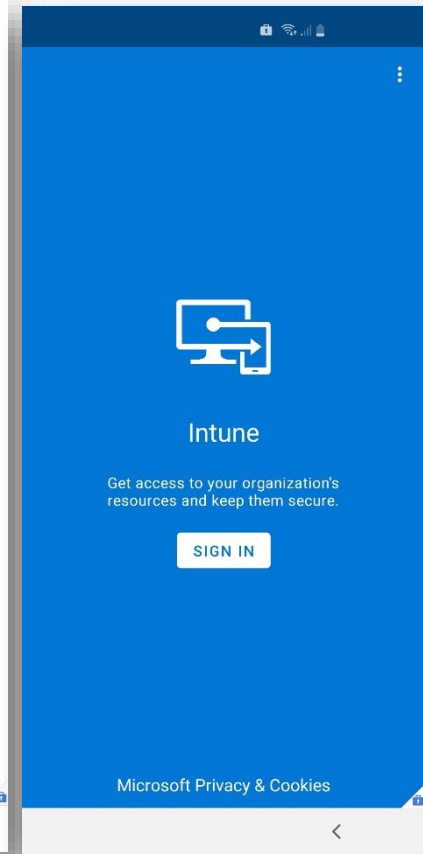 Intune
Get access to your organization's
resources and keep them secure.
SIGN IN
Microsoft Privacy & Cookies